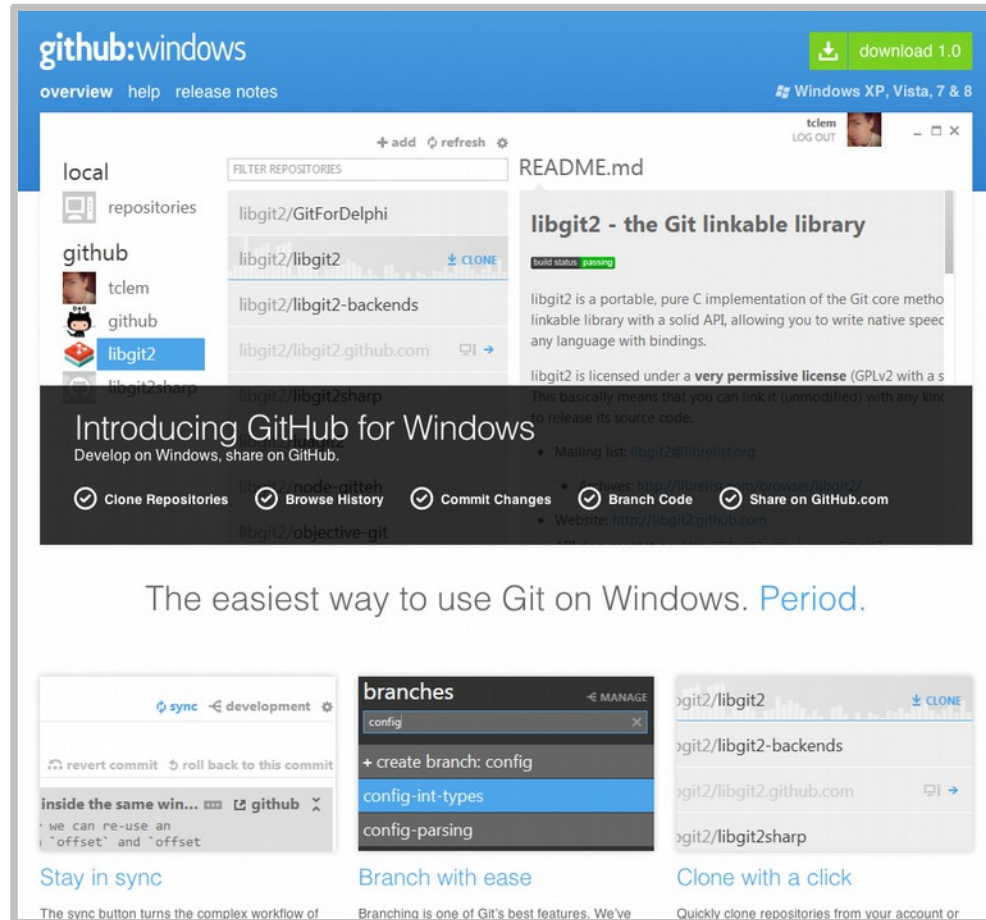 github:windows
download 1.0
overview help release notes
Windows XP, Vista, 7 & 8
tclem
LOG OUT
+ add refresh
local
FILTER REPOSITORIES
README.md
repositories
libgit2/GitForDelphi
libgit2 - the Git linkable library
github
libgit2/libgit2 CLONE
build status passing
tclem
libgit2/libgit2-backends
libgit2 is a portable, pure C implementation of the Git core metho
github
linkable library with a solid API, allowing you to write native speec
any language with bindings.
libgit2
libgit2/libgit2.github.com
libgit2 is licensed under a very permissive license (GPLv2 with a s
libgit2sharp
libgit2/libgit2sharp
This basically means that you can link it (unmodified) with any kind
to release its source code.
Introducing GitHub for Windows
Develop on Windows, share on GitHub.
Mailing list: libgit2@librelist.org
libgit2/node-gitteh
Archives: http://librelist.com/browser/libgit2/
Clone Repositories Browse History Commit Changes Branch Code Share on GitHub.com
Website: http://libgit2.github.com
libgit2/objective-git
The easiest way to use Git on Windows. Period.
sync development
revert commit roll back to this commit
inside the same win... github
we can re-use an
`offset` and `offset
branches MANAGE
config
+ create branch: config
config-int-types
config-parsing
ogit2/libgit2 CLONE
ogit2/libgit2-backends
ogit2/libgit2.github.com
ogit2/libgit2sharp
Stay in sync
Branch with ease
Clone with a click
The sync button turns the complex workflow of
Branching is one of Git's best features. We've
Quickly clone repositories from your account or